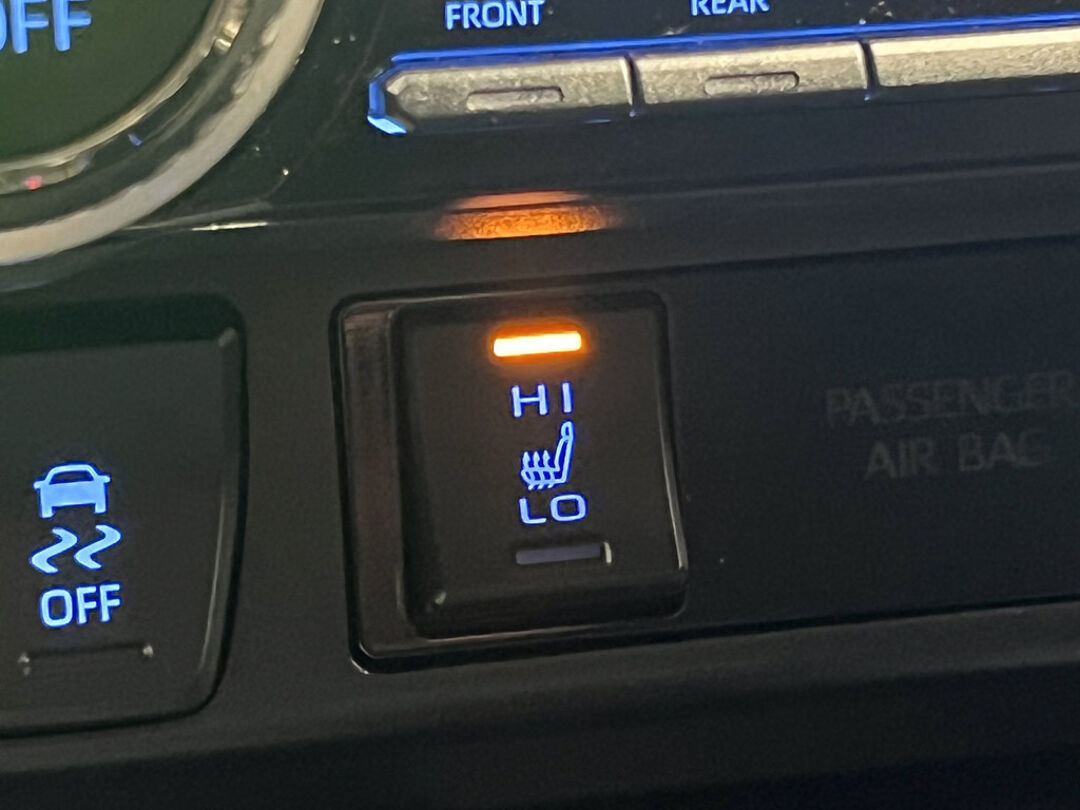 OFF
FRONT
REAR
HI
LO
OFF
PASSENGER
AIR BAG